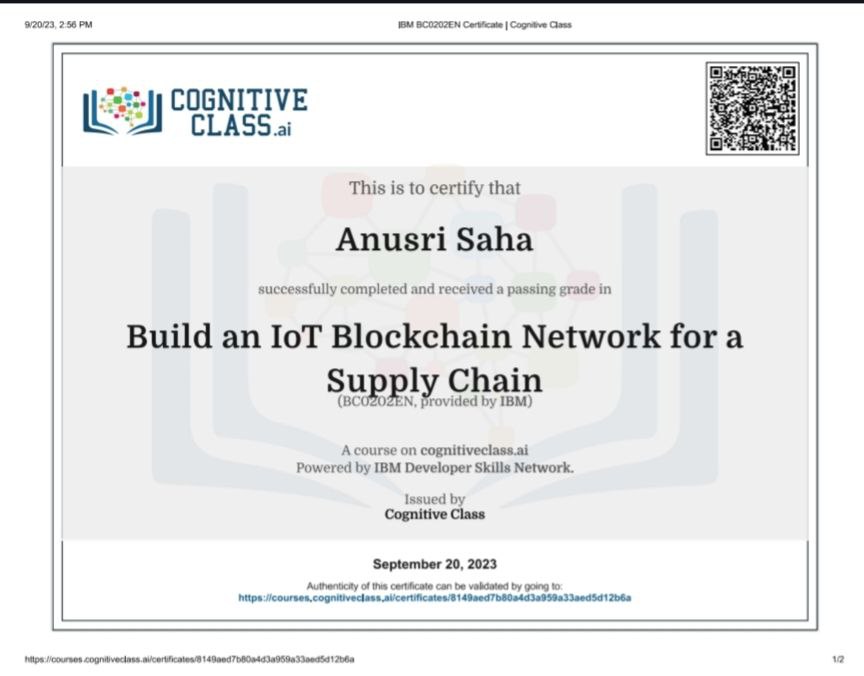 9/20/23, 2:56 PM
IBM BC0202EN Certificate | Cognitive Class
COGNITIVE
CLASS.ai
This is to certify that
Anusri Saha
successfully completed and received a passing grade in
Build an IoT Blockchain Network for a
Supply Chain
(BC0202EN, provided by IBM)
A course on cognitiveclass.ai
Powered by IBM Developer Skills Network.
Issued by
Cognitive Class
September 20, 2023
Authenticity of this certificate can be validated by going to:
https://courses.cognitiveclass.ai/certificates/8149aed7b80a4d3a959a33aed5d12b6a
https://courses.cognitiveclass.ai/certificates/8149aed7b80a4d3a959a33aed5d12b6a
1/2